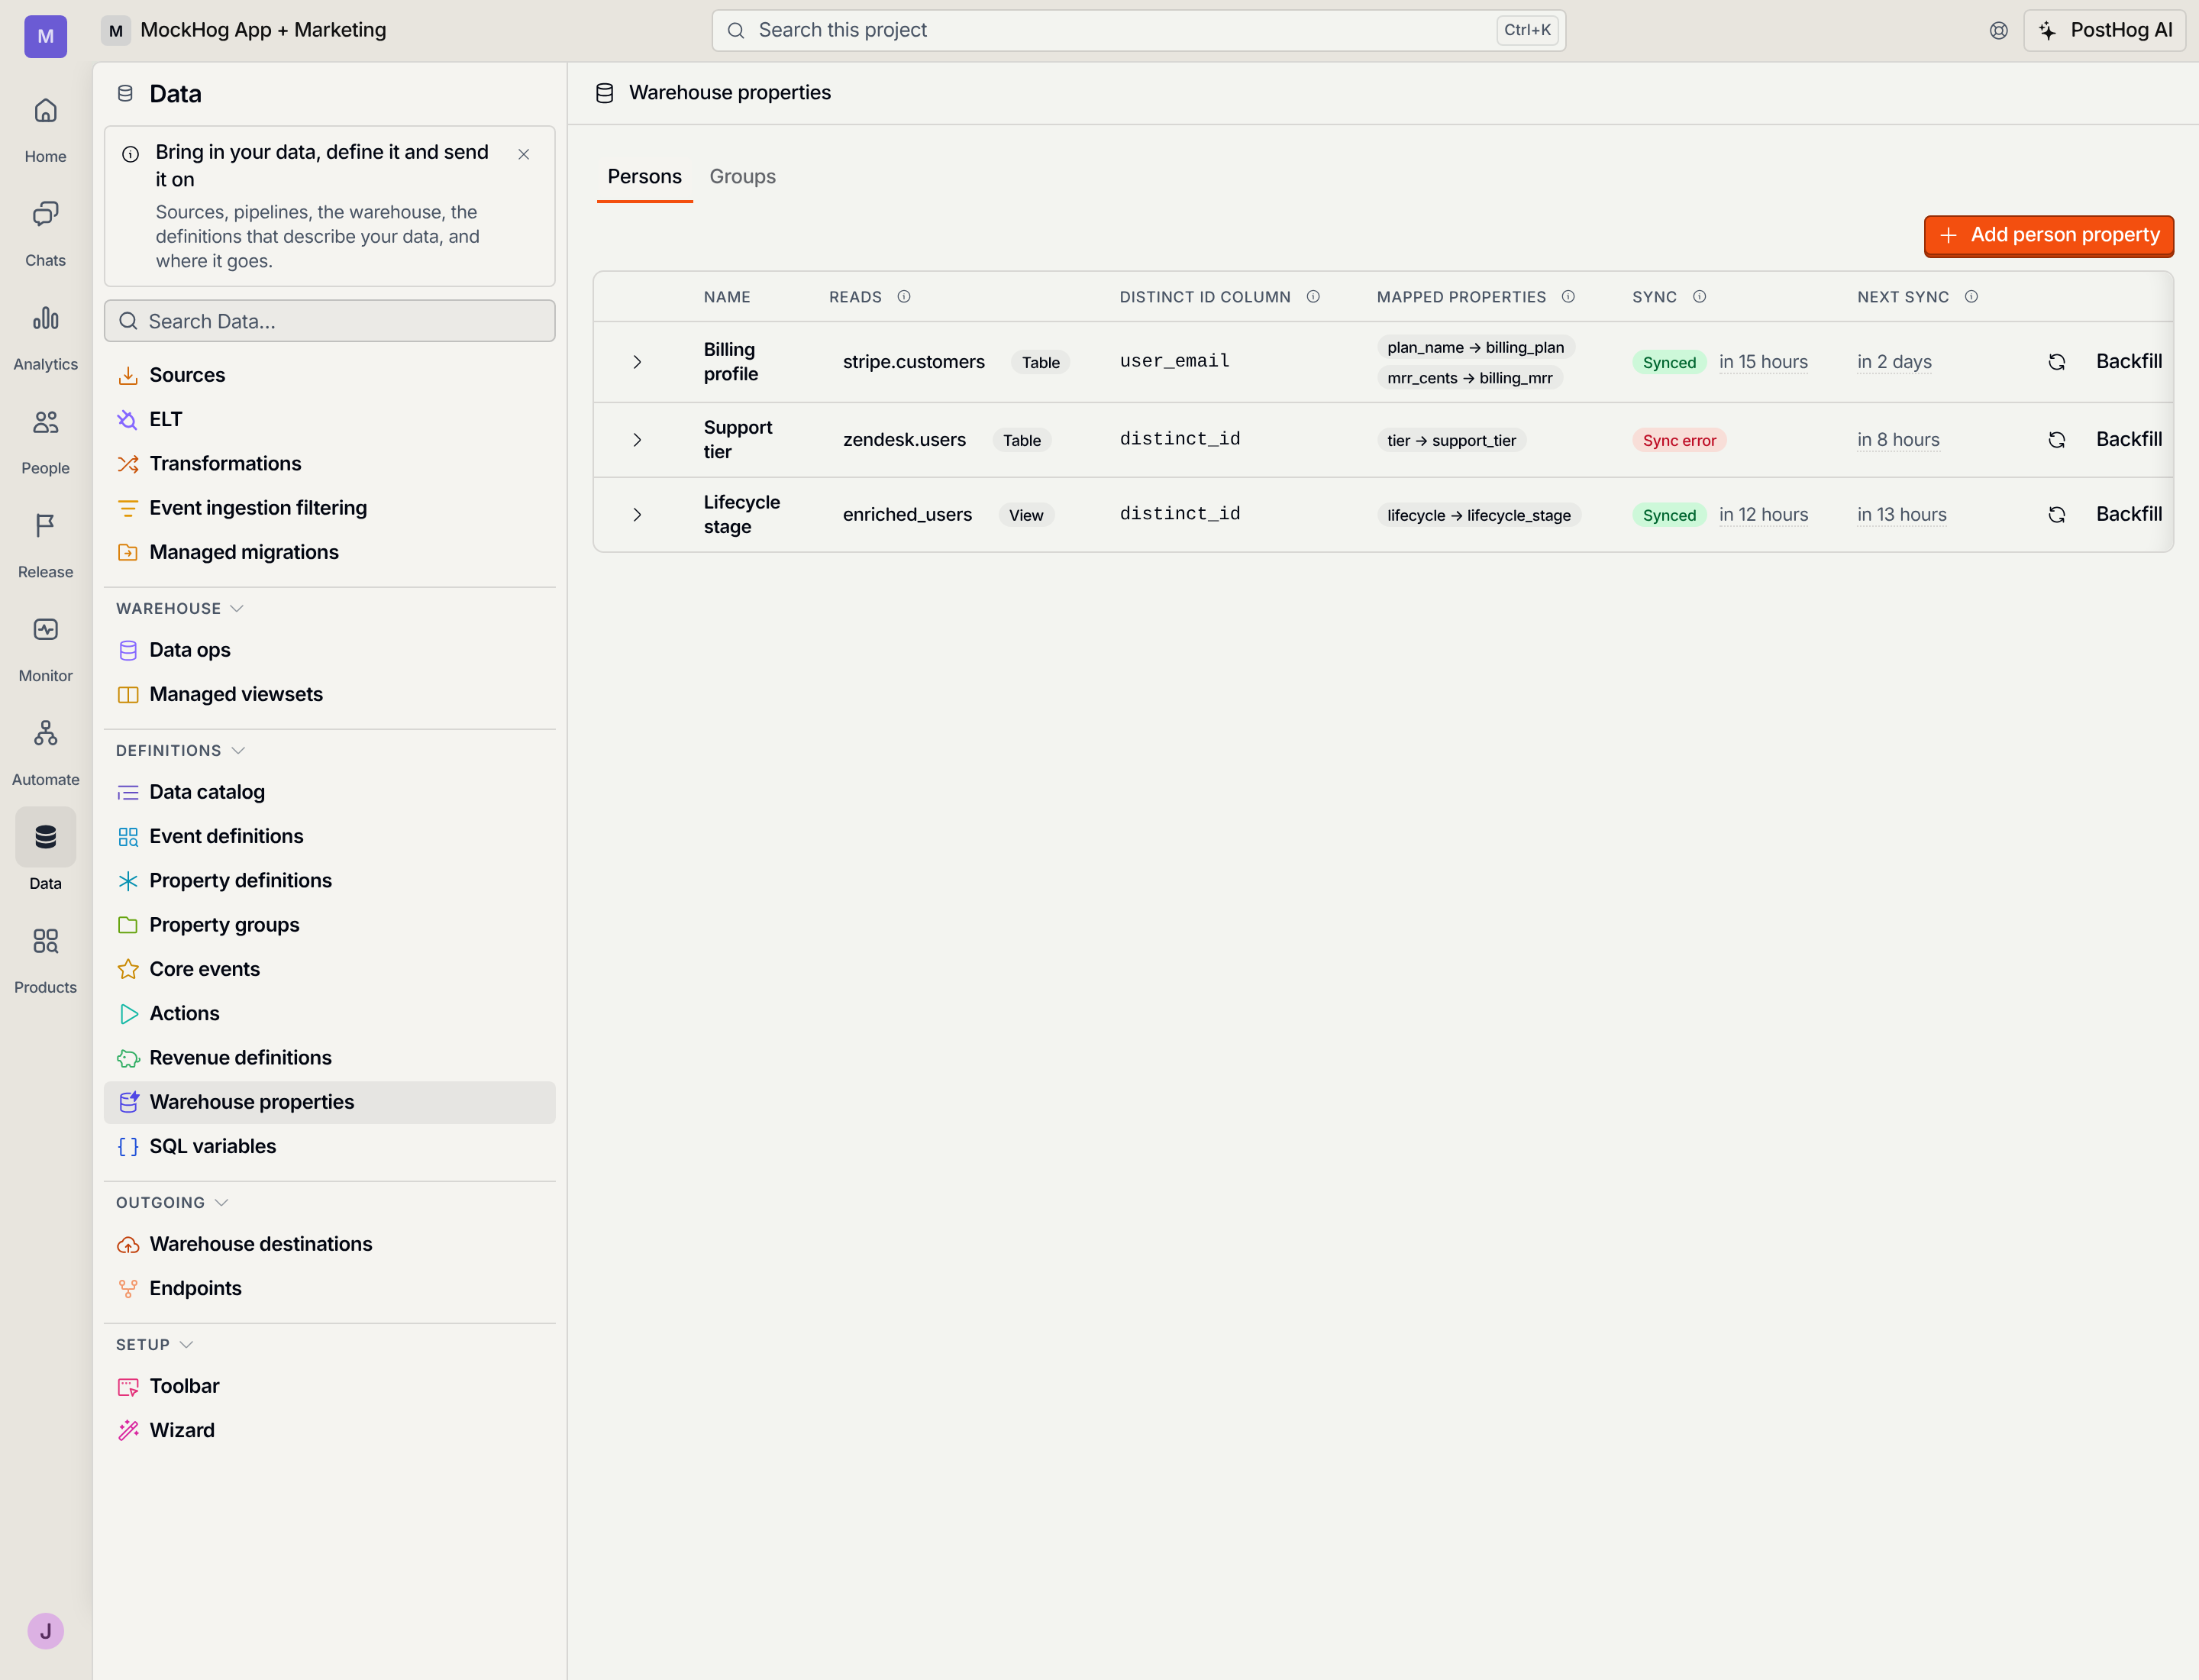 M
M MockHog App + Marketing
Search this project
Ctrl+K
PostHog AI
Home
Chats
Analytics
People
Release
Monitor
Automate
Data
Products
J
Data
Bring in your data, define it and send
it on
Sources, pipelines, the warehouse, the
definitions that describe your data, and
where it goes.
Search Data...
Sources
ELT
Transformations
Event ingestion filtering
Managed migrations
WAREHOUSE
Data ops
Managed viewsets
DEFINITIONS
Data catalog
Event definitions
Property definitions
Property groups
Core events
Actions
Revenue definitions
Warehouse properties
SQL variables
OUTGOING
Warehouse destinations
Endpoints
SETUP
Toolbar
Wizard
Warehouse properties
Persons Groups
Add person property
NAME READS DISTINCT ID COLUMN MAPPED PROPERTIES SYNC NEXT SYNC
Billing
profile
stripe.customers Table user_email
plan_name → billing_plan
mrr_cents → billing_mrr
Synced in 15 hours in 2 days Backfill
Support
tier
zendesk.users Table distinct_id tier → support_tier Sync error in 8 hours Backfill
Lifecycle
stage
enriched_users View distinct_id lifecycle → lifecycle_stage Synced in 12 hours in 13 hours Backfill